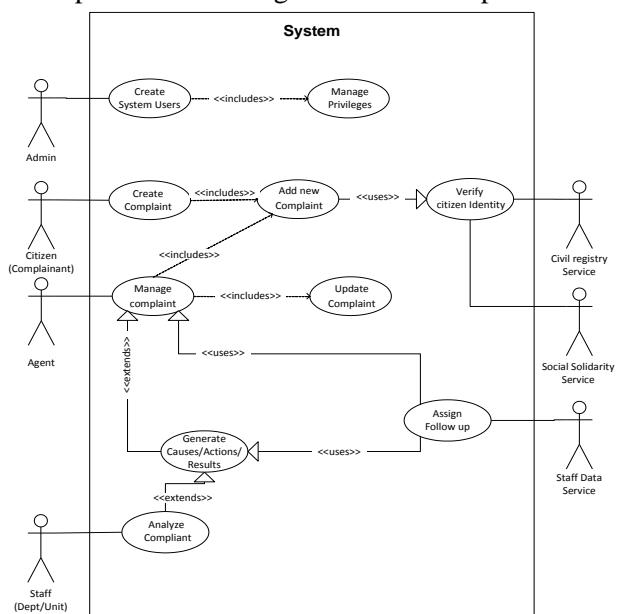 System
Create
System Users
<<includes>>
Manage
Privileges
Admin
Create
Complaint
<<includes>>
Add new
Complaint
<<uses>>
Verify
citizen Identity
Citizen
(Complainant)
Civil registry
Service
<<includes>>
Manage
complaint
<<includes>>
Update
Complaint
Agent
Social Solidarity
Service
<<extends>>
<<uses>>
Assign
Follow up
Generate
Causes/Actions/
Results
<<uses>>
Staff Data
Service
<<extends>>
Analyze
Compliant
Staff
(Dept/Unit)